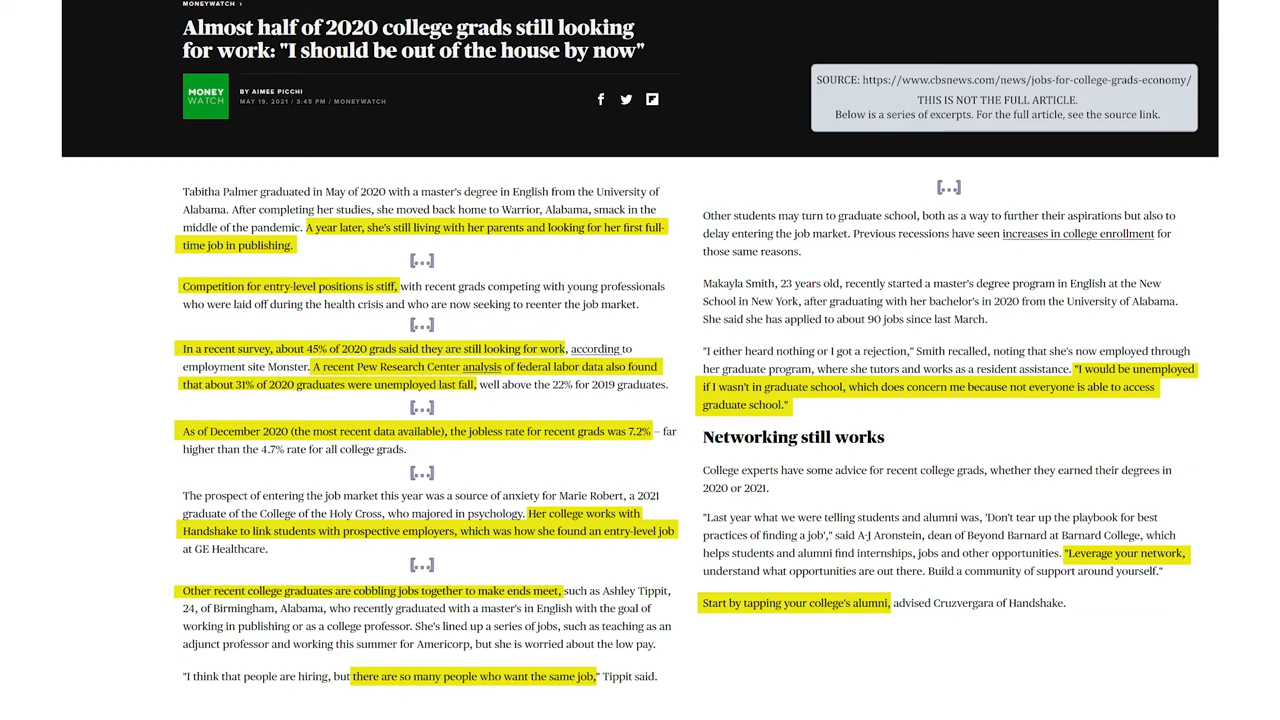 MONEYWATCH >
Almost half of 2020 college grads still looking
for work: "I should be out of the house by now"
MONEY
WATCH
BY AIMEE PICCHI
MAY 19, 2021 / 3:45 PM / MONEYWATCH
SOURCE: https://www.cbsnews.com/news/jobs-for-college-grads-economy/
THIS IS NOT THE FULL ARTICLE.
Below is a series of excerpts. For the full article, see the source link.
Tabitha Palmer graduated in May of 2020 with a master's degree in English from the University of
Alabama. After completing her studies, she moved back home to Warrior, Alabama, smack in the
middle of the pandemic. A year later, she's still living with her parents and looking for her first full-
time job in publishing.
[...]
Competition for entry-level positions is stiff, with recent grads competing with young professionals
who were laid off during the health crisis and who are now seeking to reenter the job market.
[...]
In a recent survey, about 45% of 2020 grads said they are still looking for work, according to
employment site Monster. A recent Pew Research Center analysis of federal labor data also found
that about 31% of 2020 graduates were unemployed last fall, well above the 22% for 2019 graduates.
[...]
As of December 2020 (the most recent data available), the jobless rate for recent grads was 7.2% — far
higher than the 4.7% rate for all college grads.
[...]
The prospect of entering the job market this year was a source of anxiety for Marie Robert, a 2021
graduate of the College of the Holy Cross, who majored in psychology. Her college works with
Handshake to link students with prospective employers, which was how she found an entry-level job
at GE Healthcare.
[...]
Other recent college graduates are cobbling jobs together to make ends meet, such as Ashley Tippit,
24, of Birmingham, Alabama, who recently graduated with a master's in English with the goal of
working in publishing or as a college professor. She's lined up a series of jobs, such as teaching as an
adjunct professor and working this summer for Americorp, but she is worried about the low pay.
"I think that people are hiring, but there are so many people who want the same job," Tippit said.
[...]
Other students may turn to graduate school, both as a way to further their aspirations but also to
delay entering the job market. Previous recessions have seen increases in college enrollment for
those same reasons.
Makayla Smith, 23 years old, recently started a master's degree program in English at the New
School in New York, after graduating with her bachelor's in 2020 from the University of Alabama.
She said she has applied to about 90 jobs since last March.
"I either heard nothing or I got a rejection," Smith recalled, noting that she's now employed through
her graduate program, where she tutors and works as a resident assistance. "I would be unemployed
if I wasn't in graduate school, which does concern me because not everyone is able to access
graduate school."
Networking still works
College experts have some advice for recent college grads, whether they earned their degrees in
2020 or 2021.
"Last year what we were telling students and alumni was, 'Don't tear up the playbook for best
practices of finding a job'," said A-J Aronstein, dean of Beyond Barnard at Barnard College, which
helps students and alumni find internships, jobs and other opportunities. "Leverage your network,
understand what opportunities are out there. Build a community of support around yourself."
Start by tapping your college's alumni, advised Cruzvergara of Handshake.